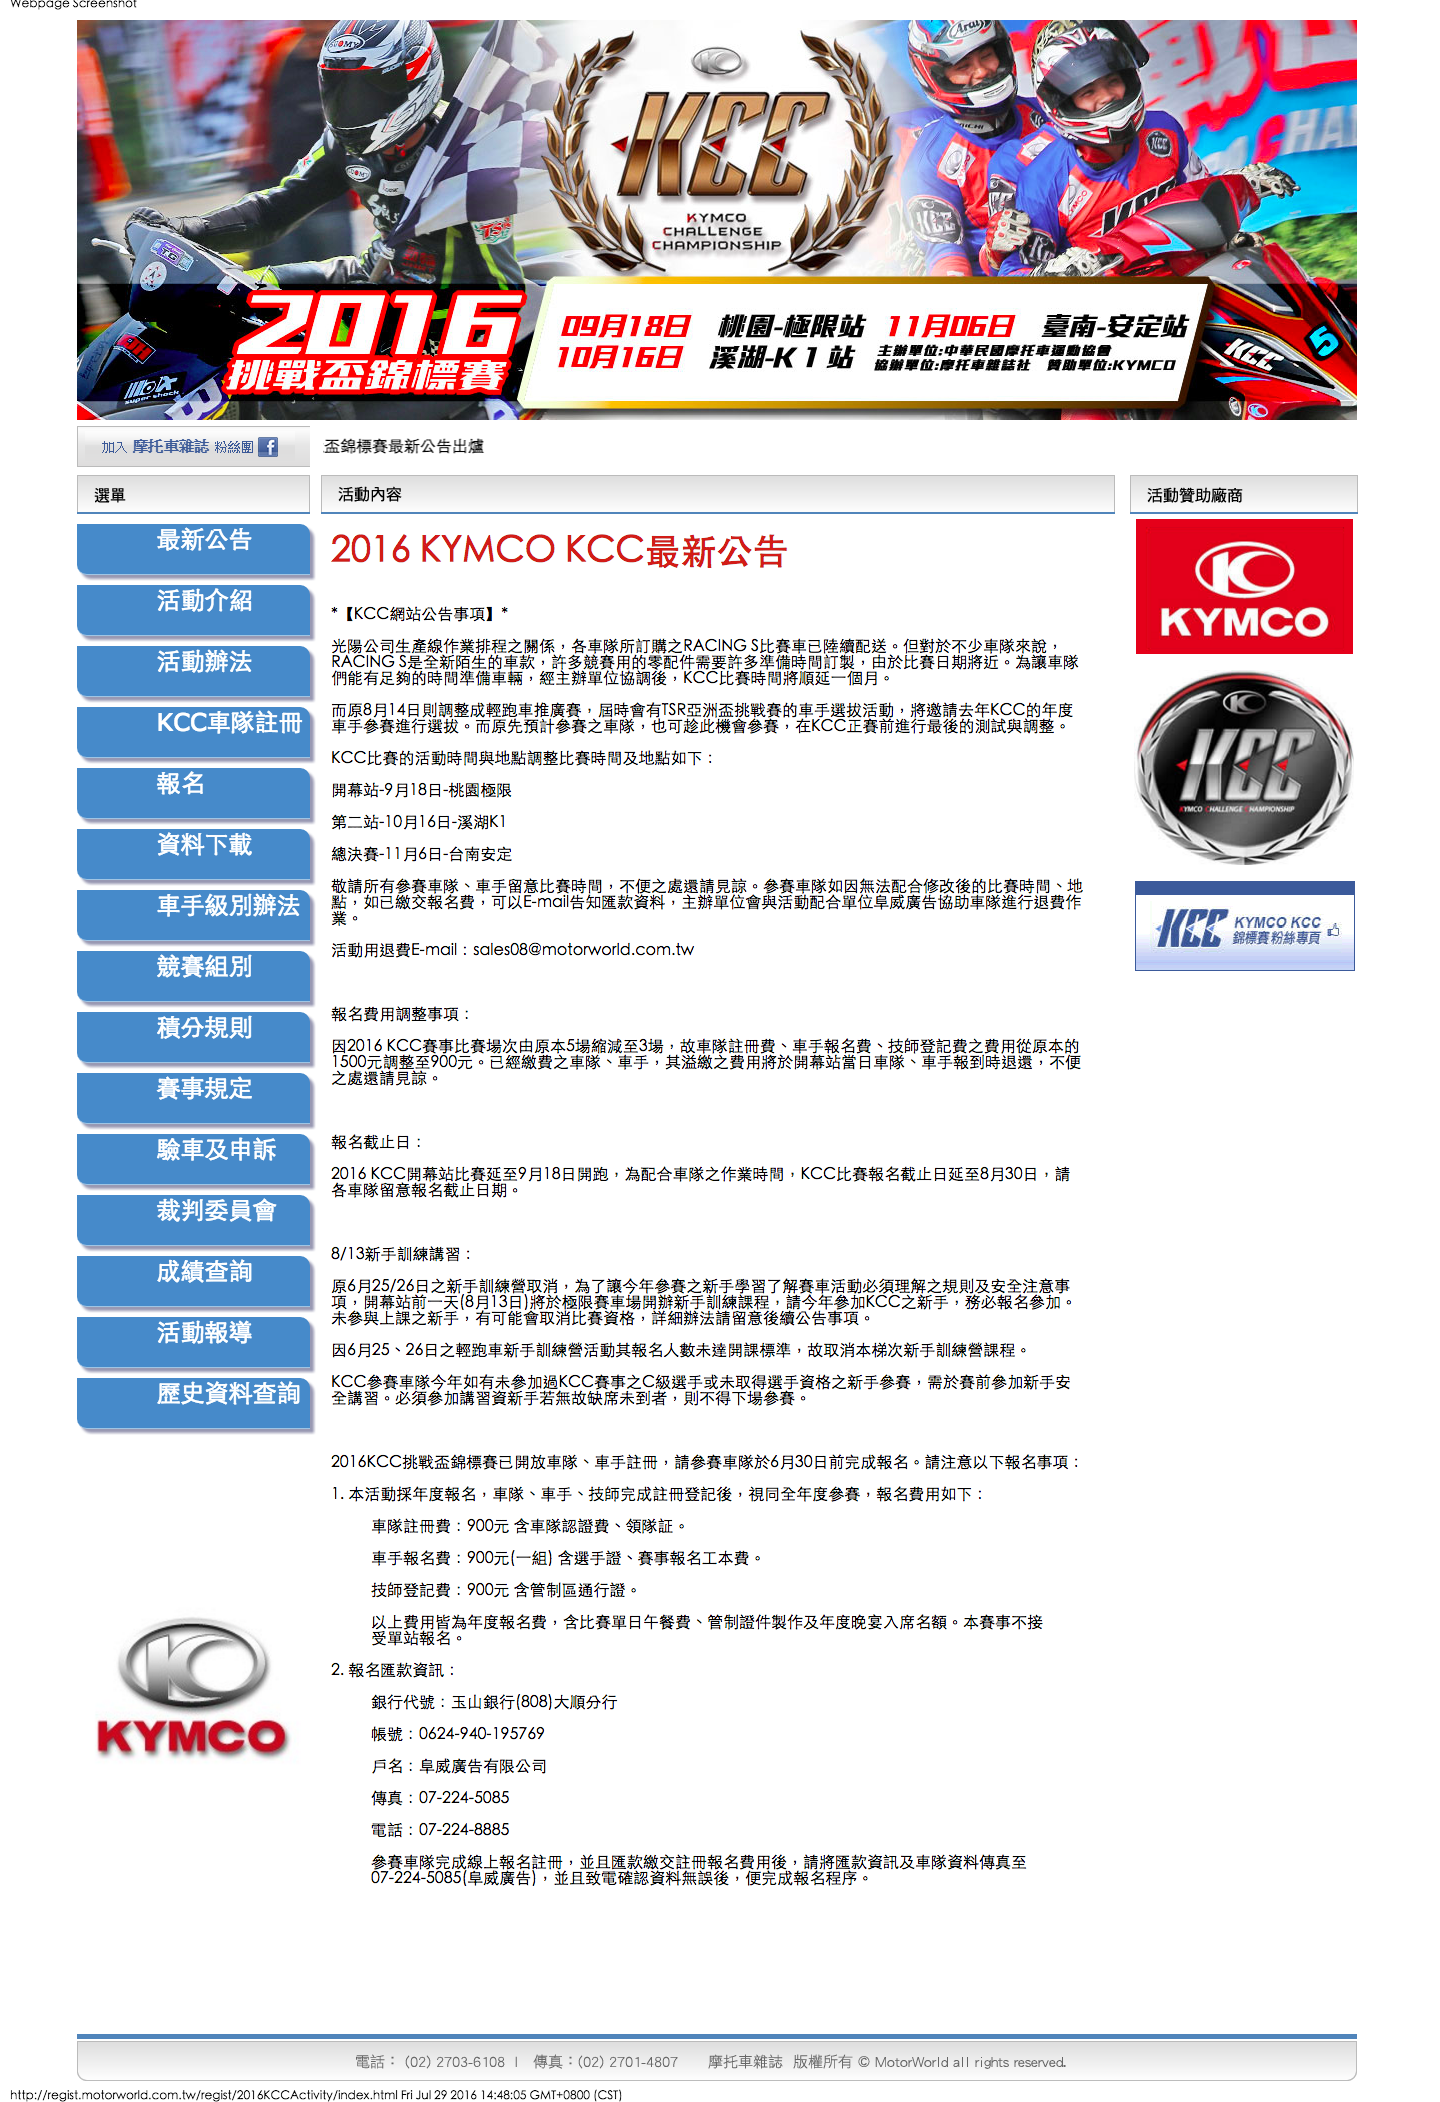 Webpage Screenshot
SUOMY
Arai
KCC
KYMCO
CHALLENGE
CHAMPIONSHIP
2016
挑戰盃錦標賽
09月18日 桃園-極限站 11月06日 臺南-安定站
10月16日 溪湖-K1站 主辦單位:中華民國摩托車運動協會
協辦單位:摩托車雜誌社 贊助單位:KYMCO
KCC 5
加入 摩托車雜誌 粉絲團 f
盃錦標賽最新公告出爐
選單
活動內容
活動贊助廠商
最新公告
活動介紹
活動辦法
KCC車隊註冊
報名
資料下載
車手級別辦法
競賽組別
積分規則
賽事規定
驗車及申訴
裁判委員會
成績查詢
活動報導
歷史資料查詢
KYMCO
2016 KYMCO KCC最新公告
*【KCC網站公告事項】*
光陽公司生產線作業排程之關係，各車隊所訂購之RACING S比賽車已陸續配送。但對於不少車隊來說，
RACING S是全新陌生的車款，許多競賽用的零配件需要許多準備時間訂製，由於比賽日期將近。為讓車隊
們能有足夠的時間準備車輛，經主辦單位協調後，KCC比賽時間將順延一個月。
而原8月14日則調整成輕跑車推廣賽，屆時會有TSR亞洲盃挑戰賽的車手選拔活動，將邀請去年KCC的年度
車手參賽進行選拔。而原先預計參賽之車隊，也可趁此機會參賽，在KCC正賽前進行最後的測試與調整。
KCC比賽的活動時間與地點調整比賽時間及地點如下：
開幕站-9月18日-桃園極限
第二站-10月16日-溪湖K1
總決賽-11月6日-台南安定
敬請所有參賽車隊、車手留意比賽時間，不便之處還請見諒。參賽車隊如因無法配合修改後的比賽時間、地
點，如已繳交報名費，可以E-mail告知匯款資料，主辦單位會與活動配合單位阜威廣告協助車隊進行退費作
業。
活動用退費E-mail：sales08@motorworld.com.tw
報名費用調整事項：
因2016 KCC賽事比賽場次由原本5場縮減至3場，故車隊註冊費、車手報名費、技師登記費之費用從原本的
1500元調整至900元。已經繳費之車隊、車手，其溢繳之費用將於開幕站當日車隊、車手報到時退還，不便
之處還請見諒。
報名截止日：
2016 KCC開幕站比賽延至9月18日開跑，為配合車隊之作業時間，KCC比賽報名截止日延至8月30日，請
各車隊留意報名截止日期。
8/13新手訓練講習：
原6月25/26日之新手訓練營取消，為了讓今年參賽之新手學習了解賽車活動必須理解之規則及安全注意事
項，開幕站前一天(8月13日)將於極限賽車場開辦新手訓練課程，請今年參加KCC之新手，務必報名參加。
未參與上課之新手，有可能會取消比賽資格，詳細辦法請留意後續公告事項。
因6月25、26日之輕跑車新手訓練營活動其報名人數未達開課標準，故取消本梯次新手訓練營課程。
KCC參賽車隊今年如有未參加過KCC賽事之C級選手或未取得選手資格之新手參賽，需於賽前參加新手安
全講習。必須參加講習資新手若無故缺席未到者，則不得下場參賽。
2016KCC挑戰盃錦標賽已開放車隊、車手註冊，請參賽車隊於6月30日前完成報名。請注意以下報名事項：
1. 本活動採年度報名，車隊、車手、技師完成註冊登記後，視同全年度參賽，報名費用如下：
車隊註冊費：900元 含車隊認證費、領隊証。
車手報名費：900元(一組) 含選手證、賽事報名工本費。
技師登記費：900元 含管制區通行證。
以上費用皆為年度報名費，含比賽單日午餐費、管制證件製作及年度晚宴入席名額。本賽事不接
受單站報名。
2. 報名匯款資訊：
銀行代號：玉山銀行(808)大順分行
帳號：0624-940-195769
戶名：阜威廣告有限公司
傳真：07-224-5085
電話：07-224-8885
參賽車隊完成線上報名註冊，並且匯款繳交註冊報名費用後，請將匯款資訊及車隊資料傳真至
07-224-5085(阜威廣告)，並且致電確認資料無誤後，便完成報名程序。
KYMCO
KCC
KYMCO CHALLENGE CHAMPIONSHIP
KCC KYMCO KCC
錦標賽粉絲專頁
電話： (02) 2703-6108 | 傳真：(02) 2701-4807 摩托車雜誌 版權所有 © MotorWorld all rights reserved.
http://regist.motorworld.com.tw/regist/2016KCCActivity/index.html Fri Jul 29 2016 14:48:05 GMT+0800 (CST)